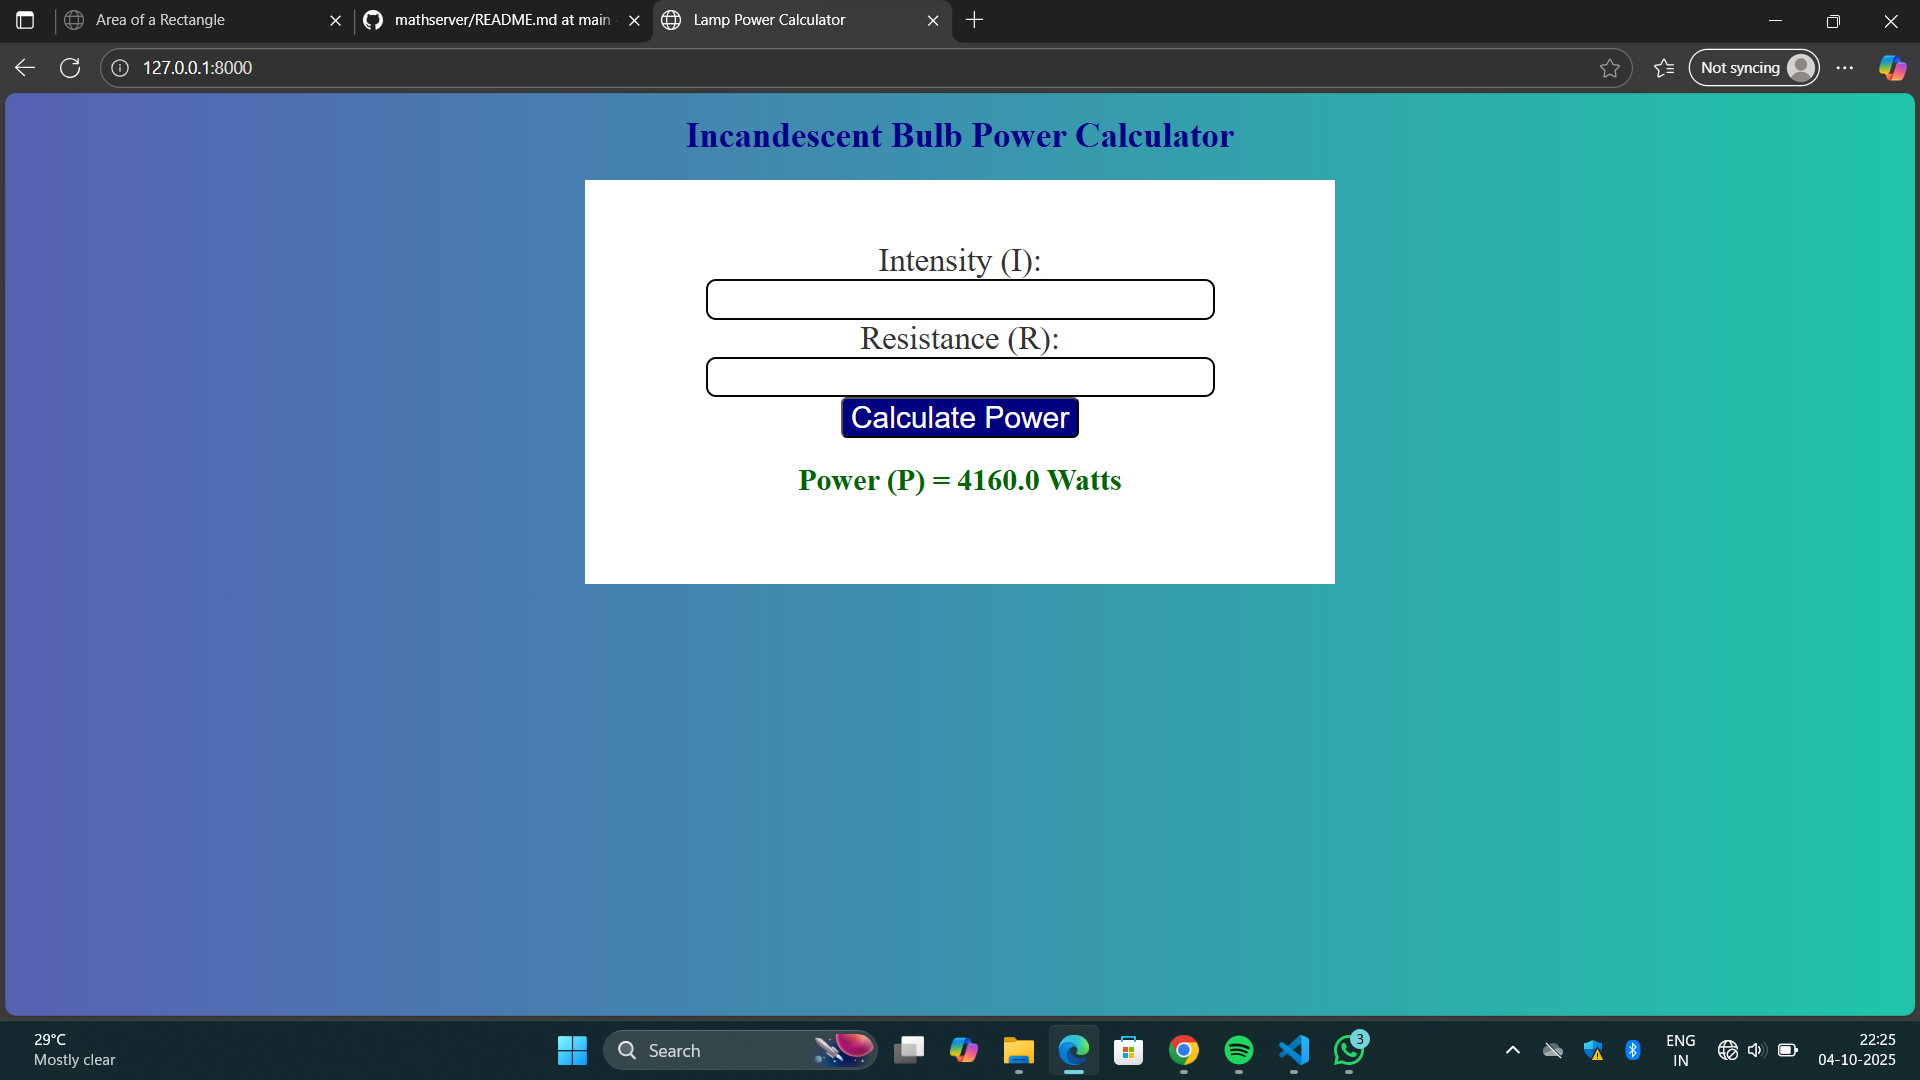 Area of a Rectangle
mathserver/README.md at main
Lamp Power Calculator
127.0.0.1:8000
Not syncing
Incandescent Bulb Power Calculator
Intensity (I):
Resistance (R):
Calculate Power
Power (P) = 4160.0 Watts
29°C
Mostly clear
Search
3
ENG
IN
22:25
04-10-2025